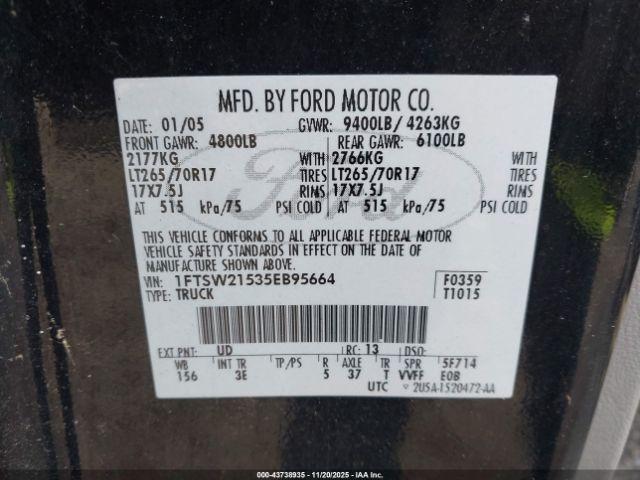 MFD. BY FORD MOTOR CO.
DATE: 01/05 GVWR: 9400LB/ 4263KG
FRONT GAWR: 4800LB REAR GAWR: 6100LB
2177KG WITH 2766KG WITH
LT265/70R17 TIRES LT265/70R17 TIRES
17X7.5J RIMS 17X7.5J RIMS
AT 515 kPa/75 PSI COLD AT 515 kPa/75 PSI COLD
Ford
THIS VEHICLE CONFORMS TO ALL APPLICABLE FEDERAL MOTOR
VEHICLE SAFETY STANDARDS IN EFFECT ON THE DATE OF
MANUFACTURE SHOWN ABOVE.
VIN: 1FTSW21535EB95664 F0359
TYPE: TRUCK T1015
EXT PNT: UD RC: 13 DSO:
WB INT TR TP/PS R AXLE TR SPR 5F714
156 3E 5 37 T VVFF EOB
UTC 2U5A-1520472-AA
000-43738935 - 11/20/2025 - IAA Inc.